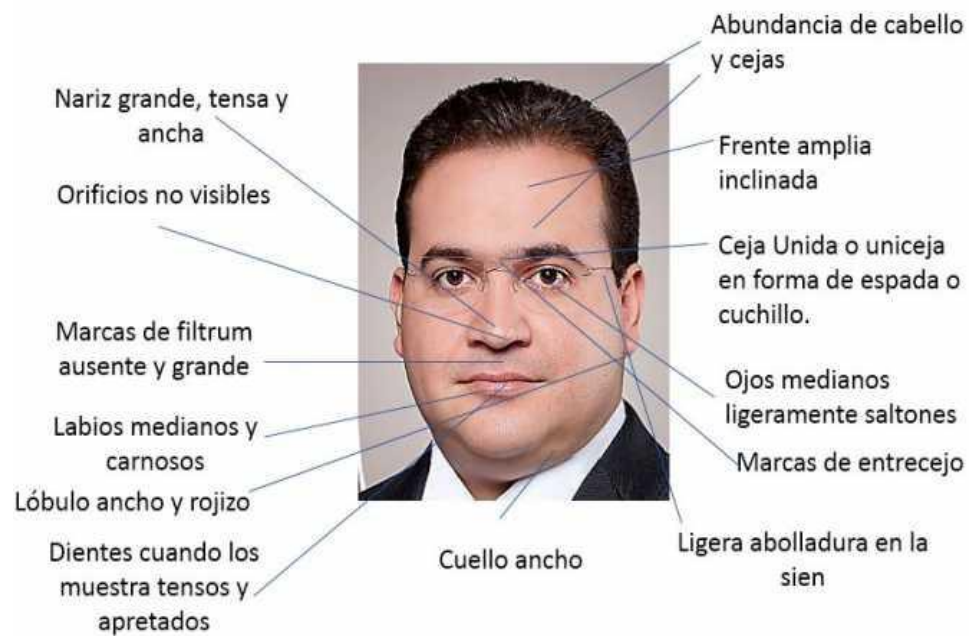 Abundancia de cabello
y cejas
Nariz grande, tensa y
ancha
Frente amplia
inclinada
Orificios no visibles
Ceja Unida o uniceja
en forma de espada o
cuchillo.
Marcas de filtrum
ausente y grande
Ojos medianos
ligeramente saltones
Labios medianos y
carnosos
Marcas de entrecejo
Lóbulo ancho y rojizo
Dientes cuando los
muestra tensos y
apretados
Cuello ancho
Ligera abolladura en la
sien